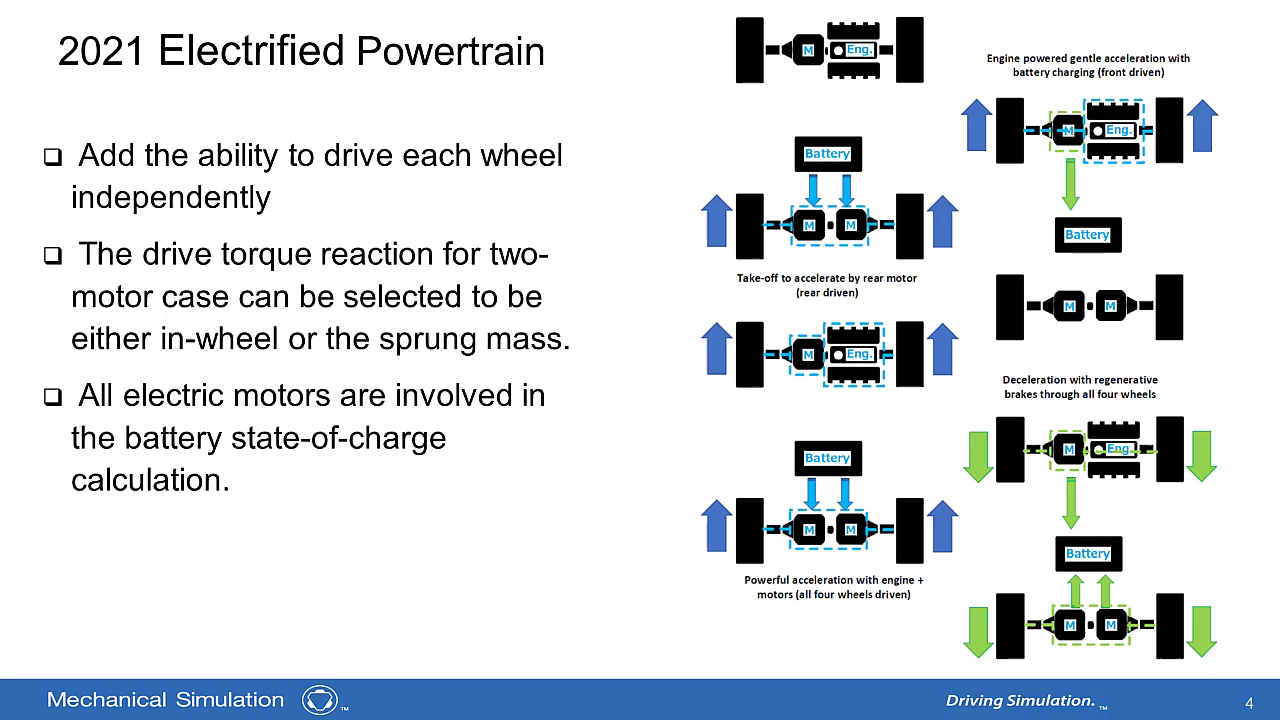 2021 Electrified Powertrain
❑ Add the ability to drive each wheel
independently
❑ The drive torque reaction for two-
motor case can be selected to be
either in-wheel or the sprung mass.
❑ All electric motors are involved in
the battery state-of-charge
calculation.
M Eng.
Battery
M M
Take-off to accelerate by rear motor
(rear driven)
M Eng.
Battery
M M
Powerful acceleration with engine +
motors (all four wheels driven)
Engine powered gentle acceleration with
battery charging (front driven)
M Eng.
Battery
M M
Deceleration with regenerative
brakes through all four wheels
M Eng.
Battery
M M
Mechanical Simulation ™
Driving Simulation. ™
4